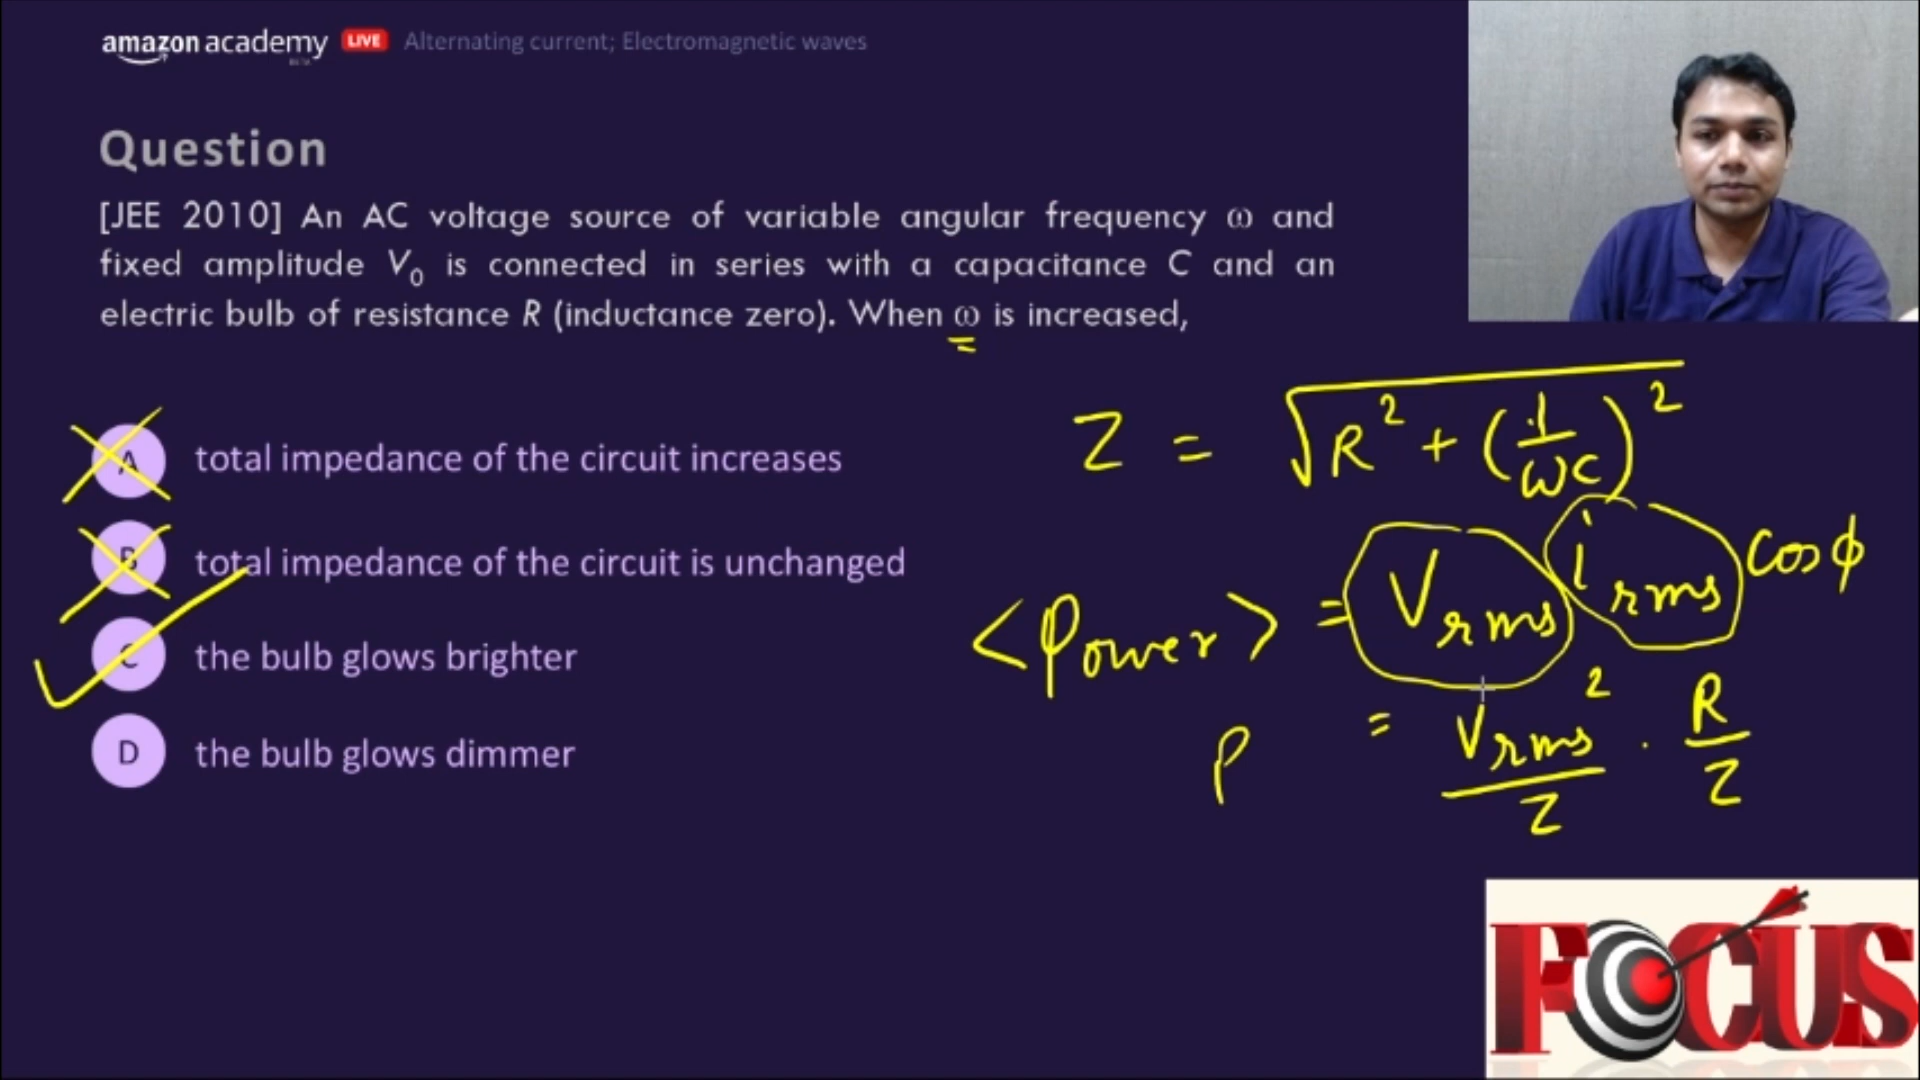 amazon academy LIVE Alternating current; Electromagnetic waves
BETA
Question
[JEE 2010] An AC voltage source of variable angular frequency ω and
fixed amplitude V₀ is connected in series with a capacitance C and an
electric bulb of resistance R (inductance zero). When ω is increased,
A total impedance of the circuit increases
B total impedance of the circuit is unchanged
C the bulb glows brighter
D the bulb glows dimmer
Z = √(R² + (1/ωC)²)
<Power> = Vrms irms cosϕ
P = Vrms²/Z · R/Z
FOCUS